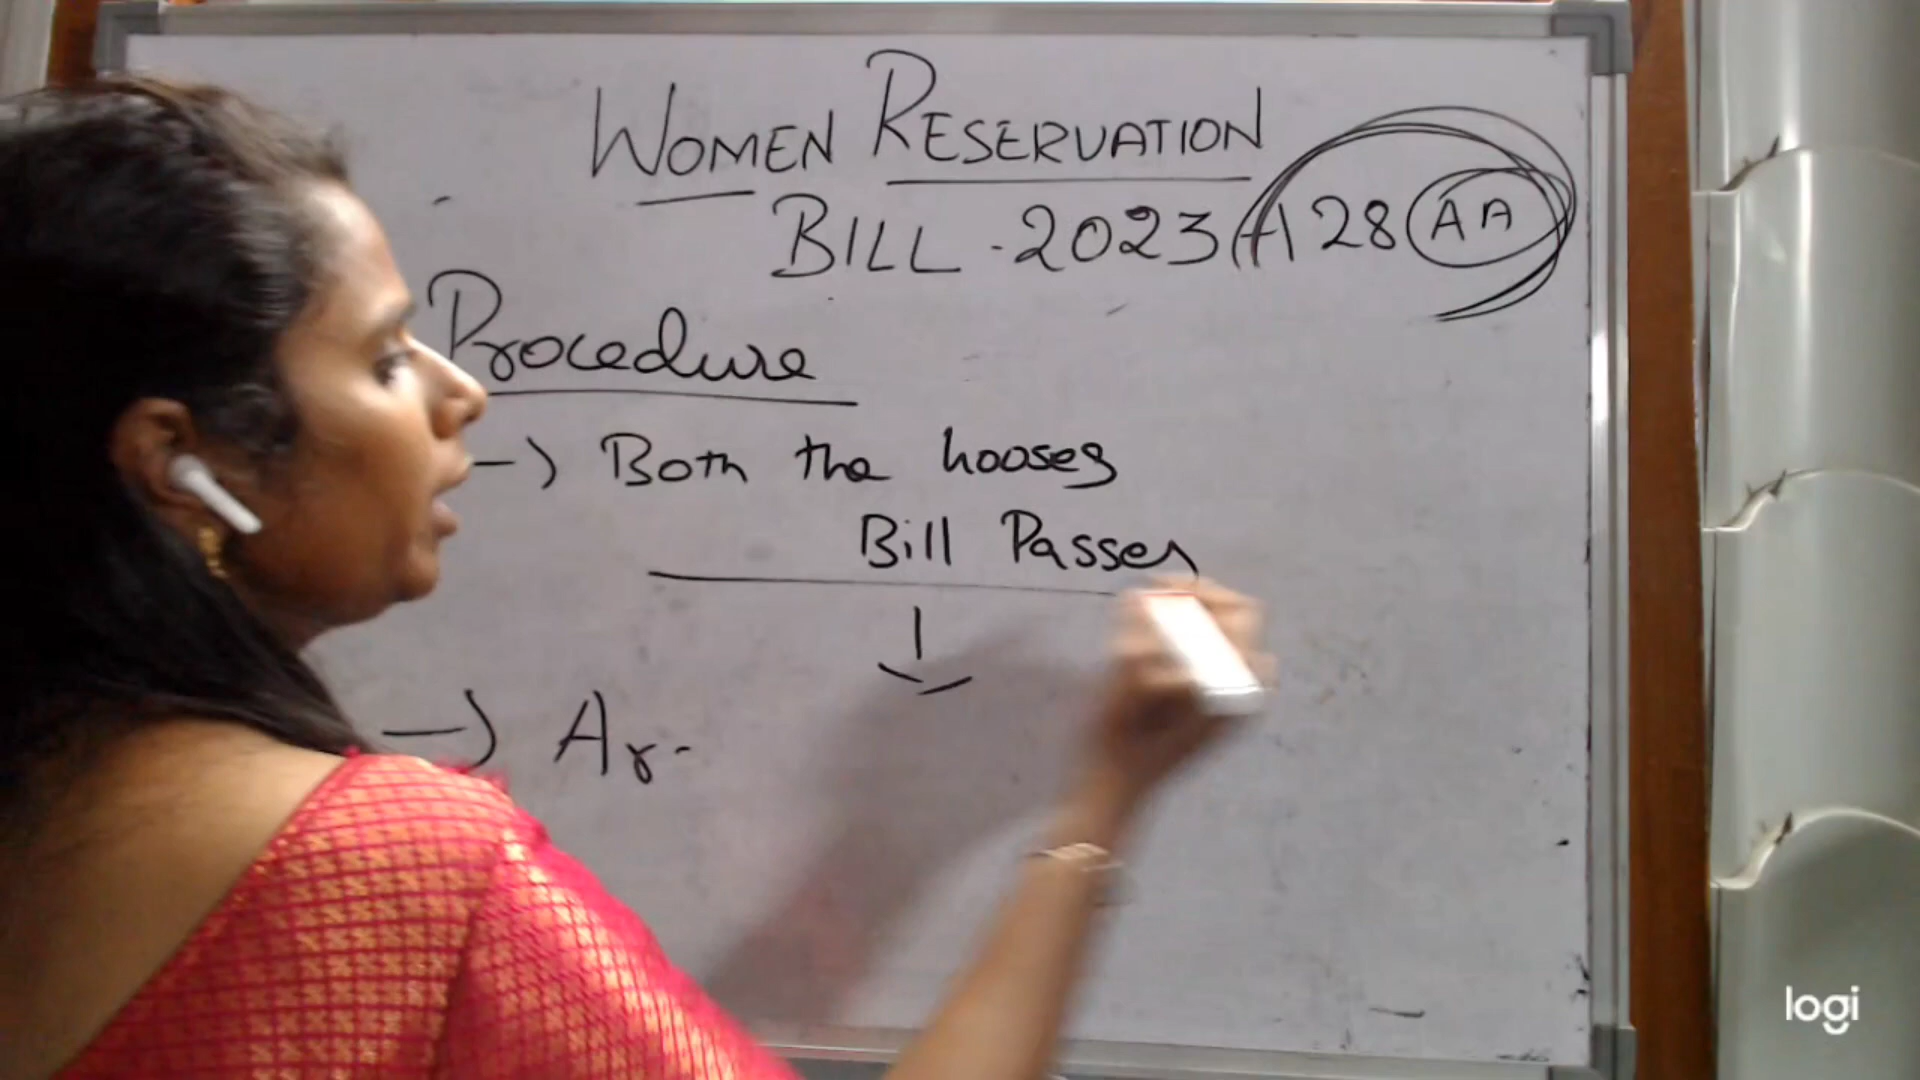 WOMEN RESERVATION
BILL - 2023 (128 AA
Procedure
-> Both the hooses
Bill Passes
-> Ar.
logi